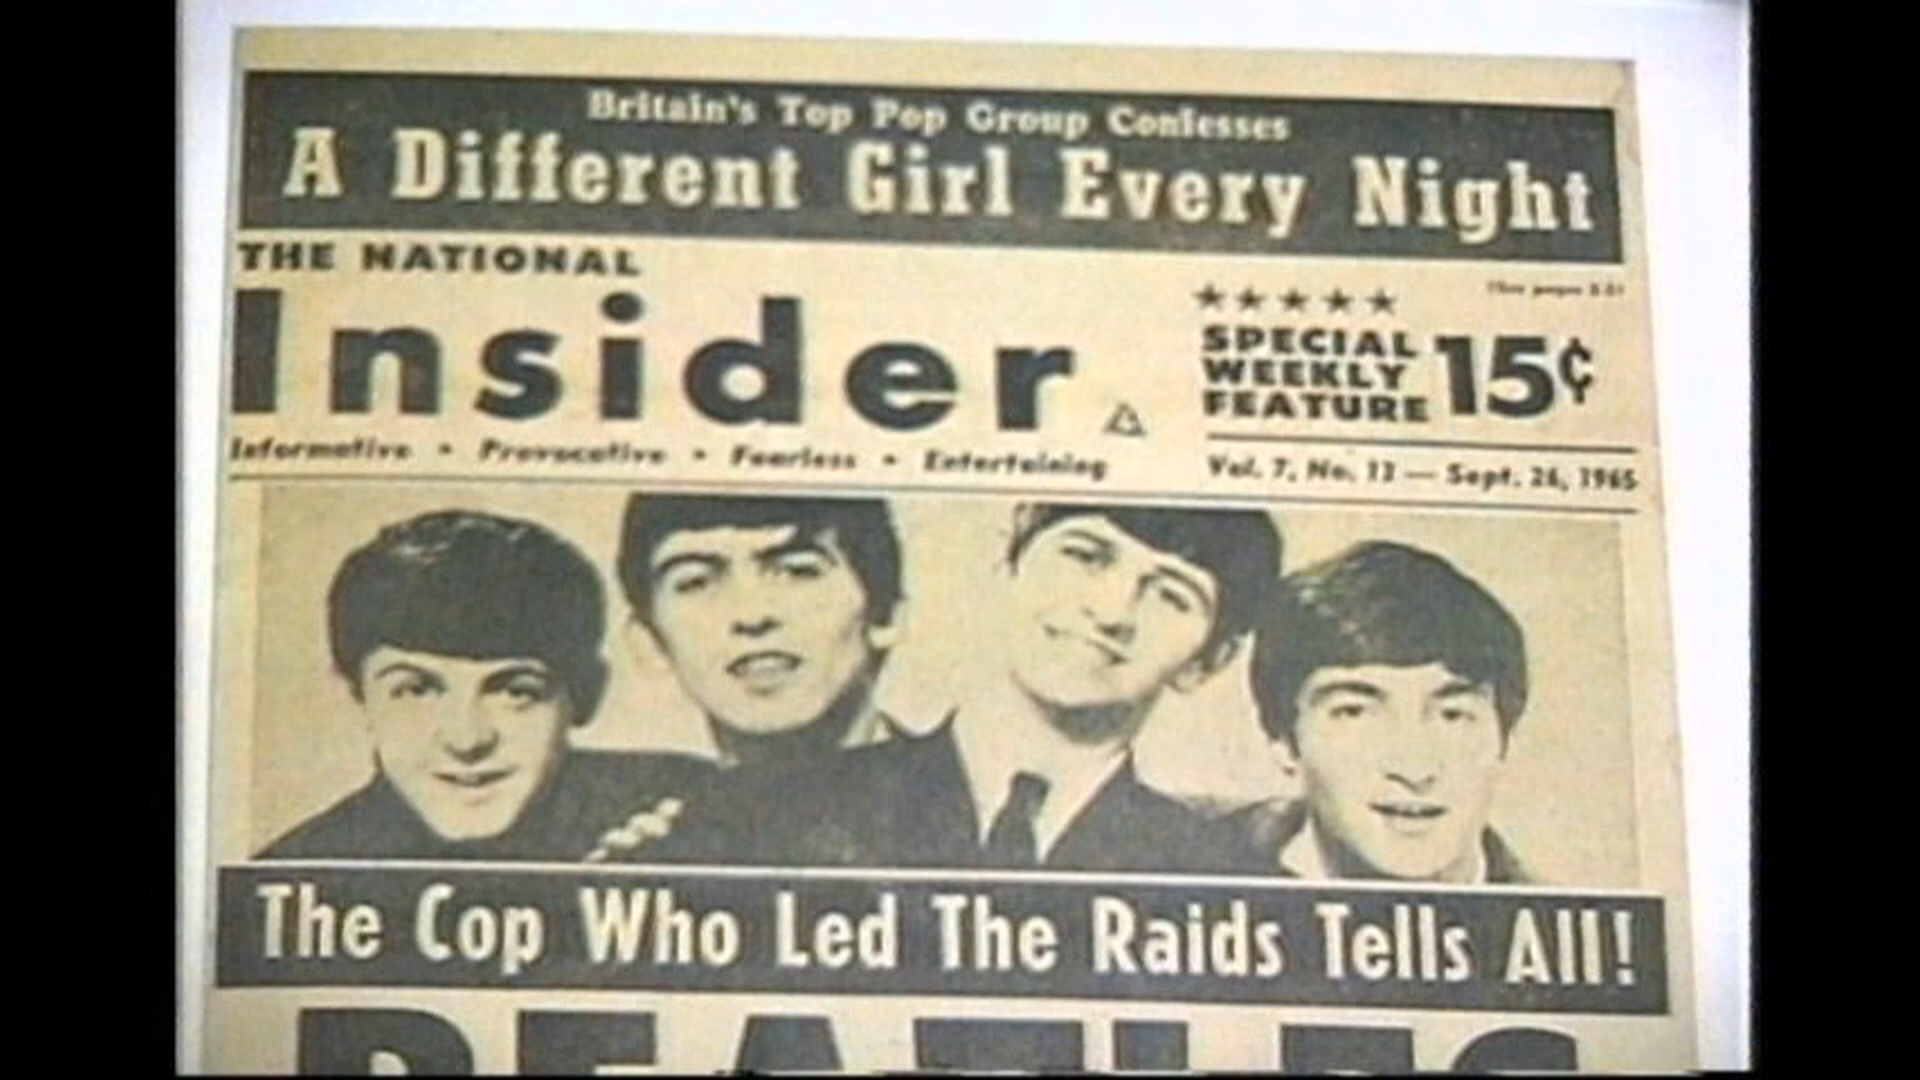 Britain's Top Pop Group Confesses
A Different Girl Every Night
THE NATIONAL
Insider
★★★★★
SPECIAL
WEEKLY
FEATURE
15¢
Informative • Provocative • Fearless • Entertaining
Vol. 7, No. 13 — Sept. 26, 1965
The Cop Who Led The Raids Tells All!
BEATLES